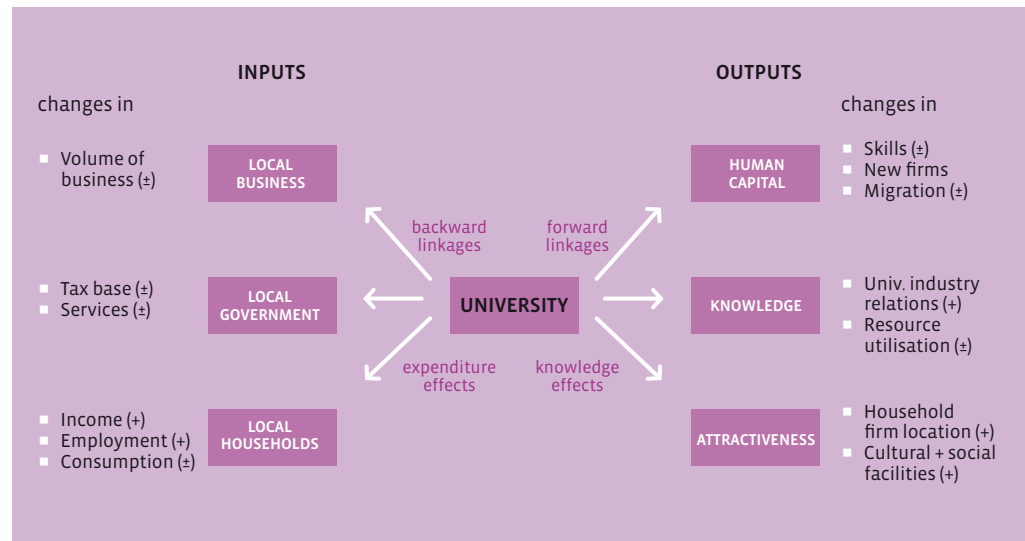 INPUTS
changes in
Volume of
business (±)
LOCAL
BUSINESS
Tax base (±)
Services (±)
LOCAL
GOVERNMENT
Income (+)
Employment (+)
Consumption (±)
LOCAL
HOUSEHOLDS
backward
linkages
forward
linkages
UNIVERSITY
expenditure
effects
knowledge
effects
OUTPUTS
changes in
HUMAN
CAPITAL
Skills (±)
New firms
Migration (±)
KNOWLEDGE
Univ. industry
relations (+)
Resource
utilisation (±)
ATTRACTIVENESS
Household
firm location (+)
Cultural + social
facilities (+)